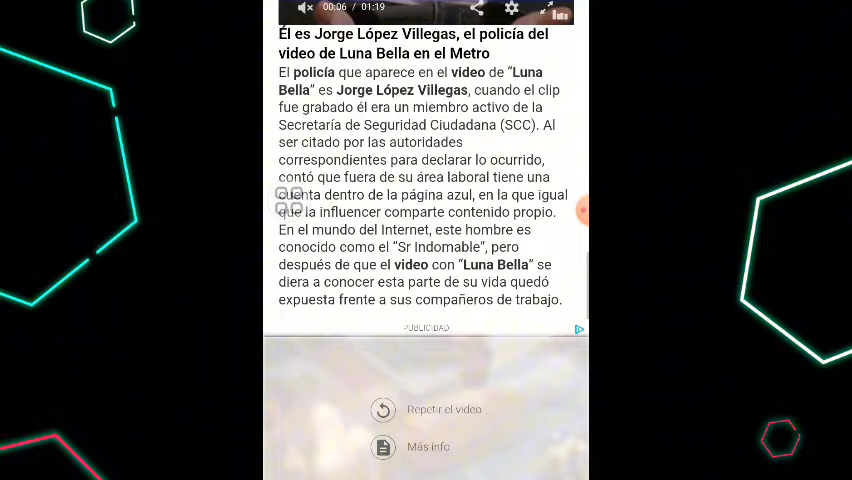 00:06 / 01:19
Él es Jorge López Villegas, el policía del
video de Luna Bella en el Metro
El policía que aparece en el video de “Luna
Bella” es Jorge López Villegas, cuando el clip
fue grabado él era un miembro activo de la
Secretaría de Seguridad Ciudadana (SCC). Al
ser citado por las autoridades
correspondientes para declarar lo ocurrido,
contó que fuera de su área laboral tiene una
cuenta dentro de la página azul, en la que igual
que la influencer comparte contenido propio.
En el mundo del Internet, este hombre es
conocido como el “Sr Indomable”, pero
después de que el video con “Luna Bella” se
diera a conocer esta parte de su vida quedó
expuesta frente a sus compañeros de trabajo.
PUBLICIDAD
Repetir el video
Más info